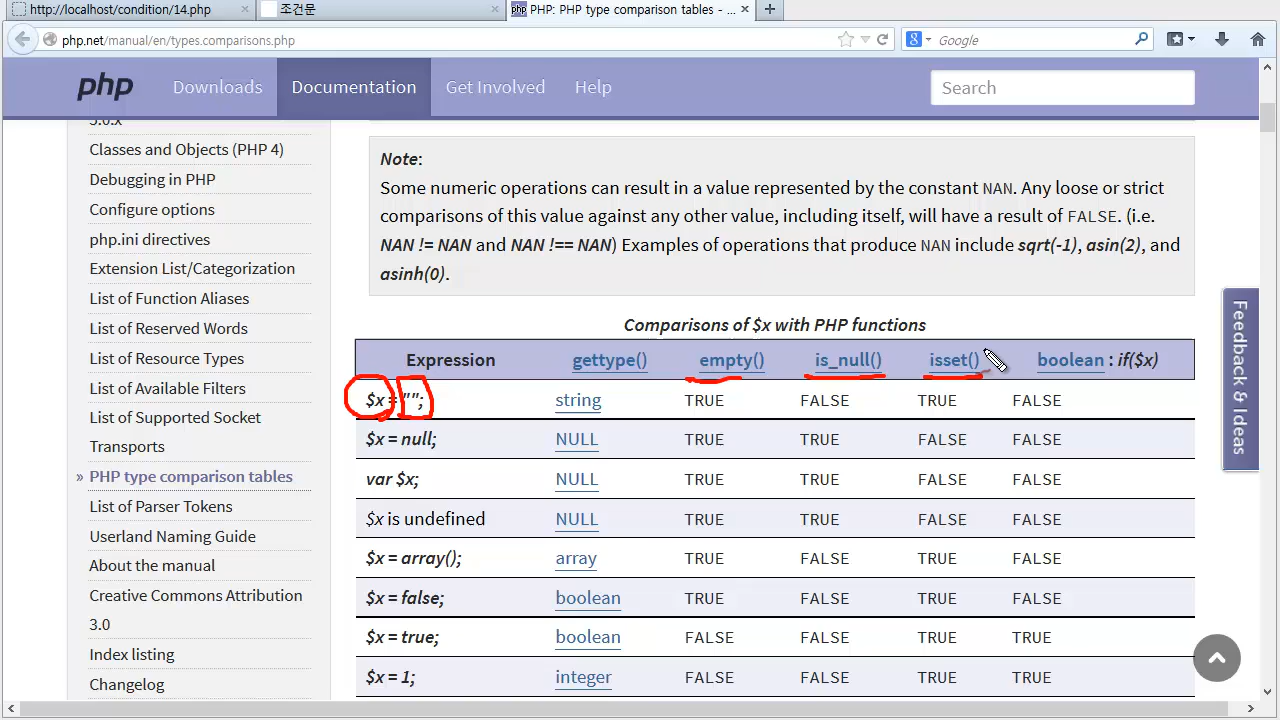 http://localhost/condition/14.php
조건문
PHP: PHP type comparison tables - ...
php.net/manual/en/types.comparisons.php
Google
php
Downloads
Documentation
Get Involved
Help
Search
5.0.x
Classes and Objects (PHP 4)
Debugging in PHP
Configure options
php.ini directives
Extension List/Categorization
List of Function Aliases
List of Reserved Words
List of Resource Types
List of Available Filters
List of Supported Socket
Transports
» PHP type comparison tables
List of Parser Tokens
Userland Naming Guide
About the manual
Creative Commons Attribution
3.0
Index listing
Changelog
Note:
Some numeric operations can result in a value represented by the constant NAN. Any loose or strict
comparisons of this value against any other value, including itself, will have a result of FALSE. (i.e.
NAN != NAN and NAN !== NAN) Examples of operations that produce NAN include sqrt(-1), asin(2), and
asinh(0).
Comparisons of $x with PHP functions
Expression gettype() empty() is_null() isset() boolean : if($x)
$x = ""; string TRUE FALSE TRUE FALSE
$x = null; NULL TRUE TRUE FALSE FALSE
var $x; NULL TRUE TRUE FALSE FALSE
$x is undefined NULL TRUE TRUE FALSE FALSE
$x = array(); array TRUE FALSE TRUE FALSE
$x = false; boolean TRUE FALSE TRUE FALSE
$x = true; boolean FALSE FALSE TRUE TRUE
$x = 1; integer FALSE FALSE TRUE TRUE
Feedback & Ideas